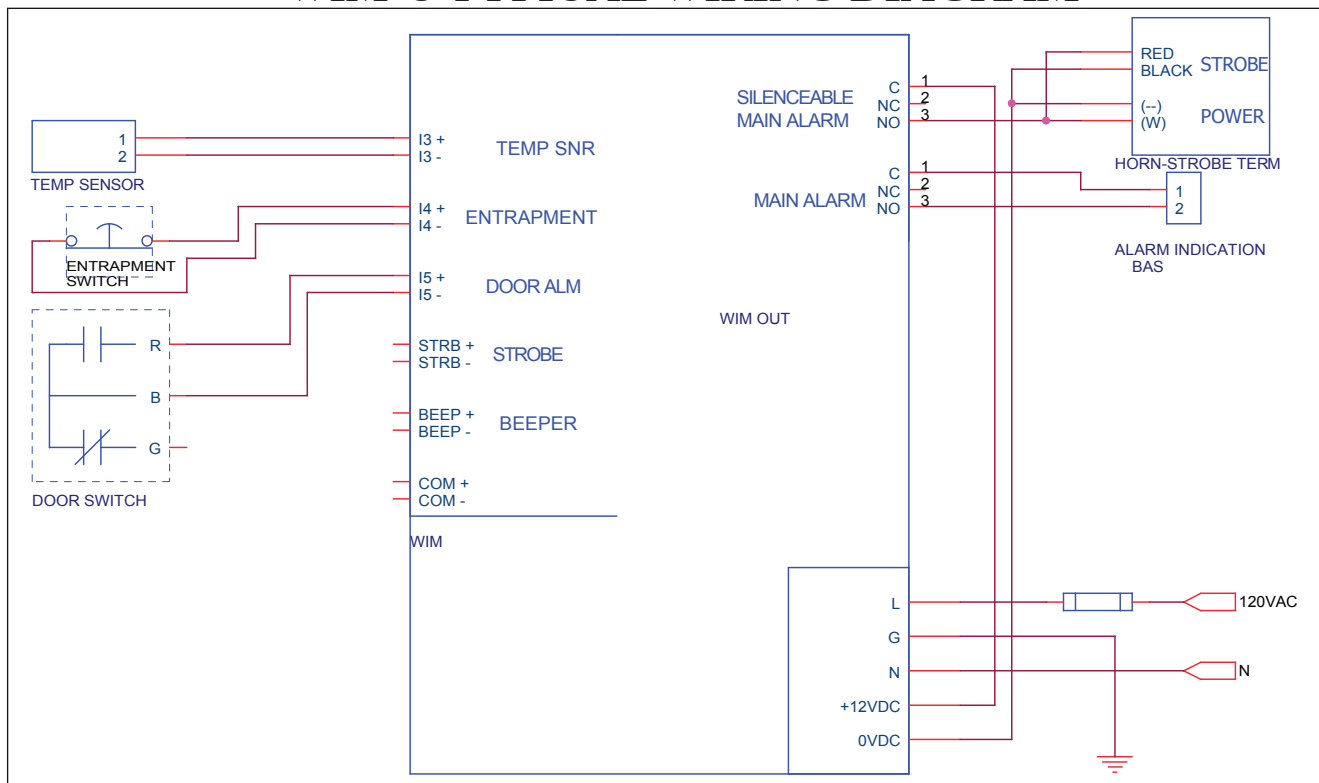 RED
BLACK
STROBE
(--)
(W)
POWER
HORN-STROBE TERM
SILENCEABLE
MAIN ALARM
C 1
NC 2
NO 3
MAIN ALARM
C 1
NC 2
NO 3
1
2
ALARM INDICATION
BAS
1
2
TEMP SENSOR
I3 +
I3 -
TEMP SNR
ENTRAPMENT
SWITCH
I4 +
I4 -
ENTRAPMENT
I5 +
I5 -
DOOR ALM
R
B
G
DOOR SWITCH
STRB +
STRB -
STROBE
BEEP +
BEEP -
BEEPER
COM +
COM -
WIM
WIM OUT
L
G
N
+12VDC
0VDC
120VAC
N